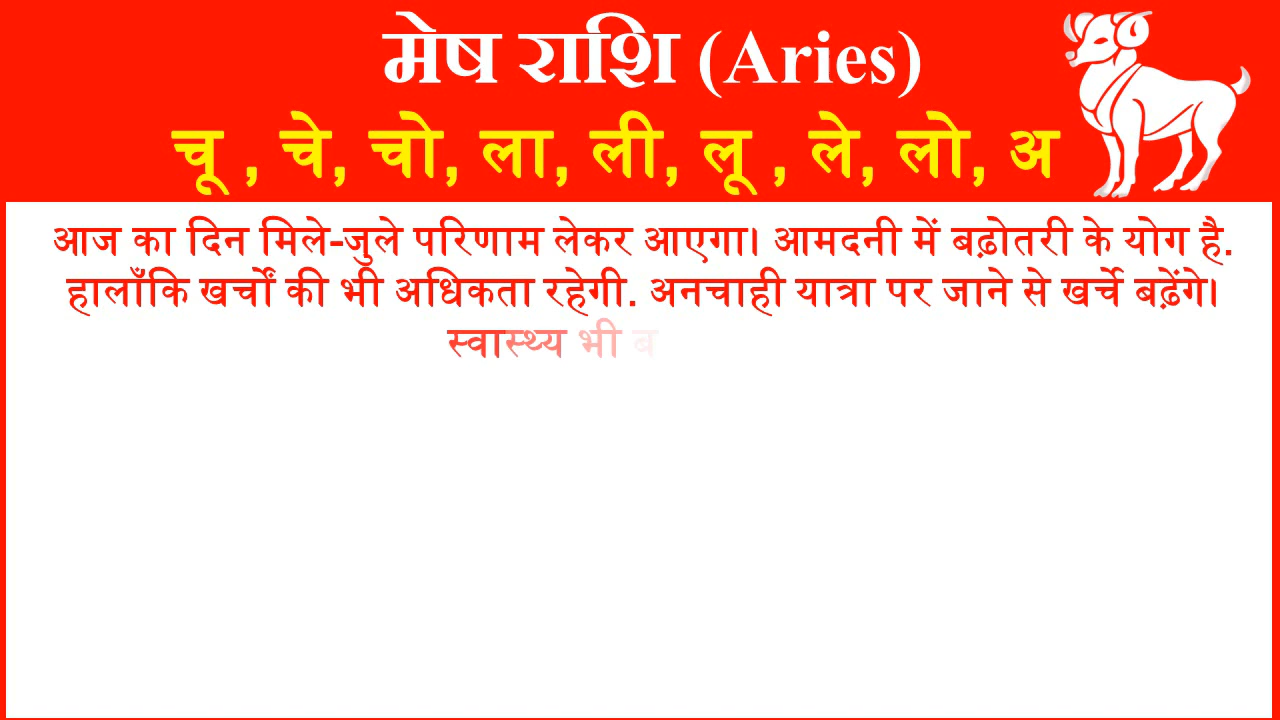 मेष राशि (Aries)
चू , चे, चो, ला, ली, लू , ले, लो, अ
आज का दिन मिले-जुले परिणाम लेकर आएगा। आमदनी में बढ़ोतरी के योग है.
हालाँकि खर्चों की भी अधिकता रहेगी. अनचाही यात्रा पर जाने से खर्चे बढ़ेंगे।
स्वास्थ्य भी